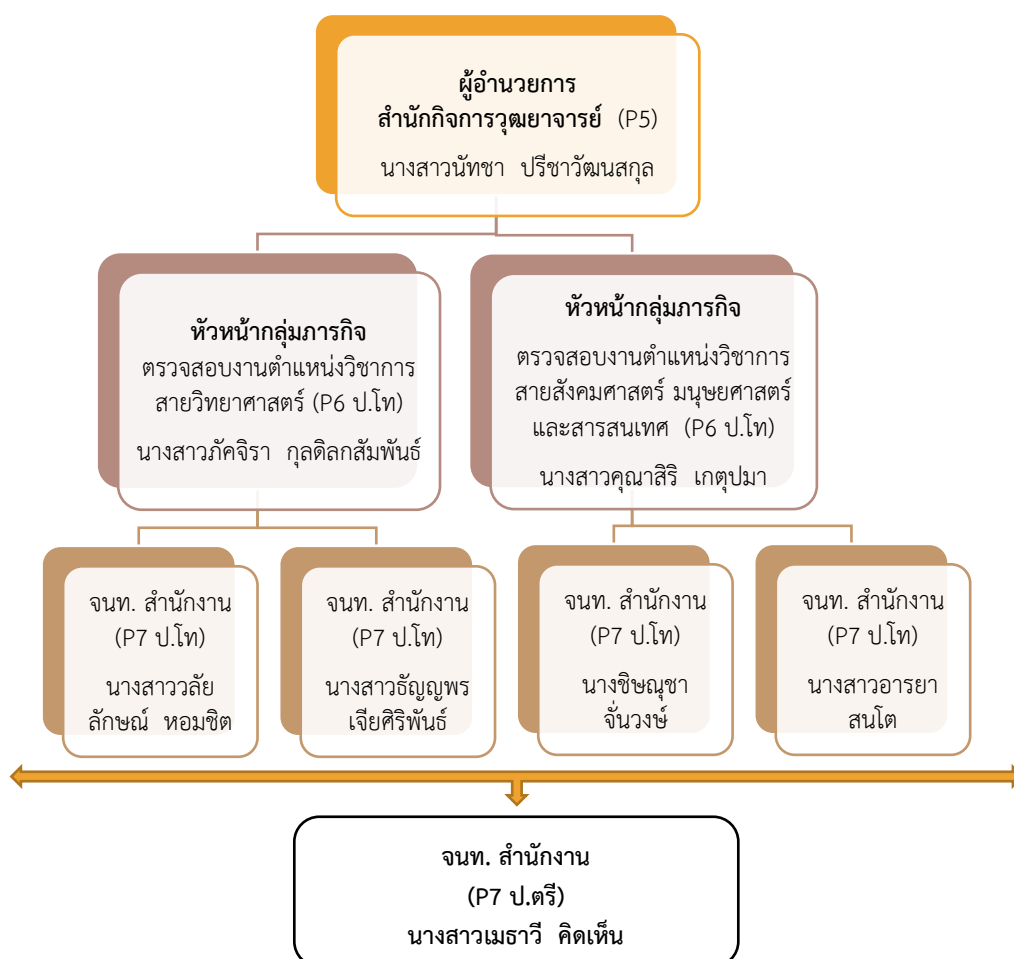 ผู้อำนวยการ
สำนักกิจการวุฒยาจารย์ (P5)
นางสาวนัทชา ปรีชาวัฒนสกุล
หัวหน้ากลุ่มภารกิจ
ตรวจสอบงานตำแหน่งวิชาการ
สายวิทยาศาสตร์ (P6 ป.โท)
นางสาวภัคจิรา กุลดิลกสัมพันธ์
หัวหน้ากลุ่มภารกิจ
ตรวจสอบงานตำแหน่งวิชาการ
สายสังคมศาสตร์ มนุษยศาสตร์
และสารสนเทศ (P6 ป.โท)
นางสาวคุณาสิริ เกตุปมา
จนท. สำนักงาน
(P7 ป.โท)
นางสาววลัย
ลักษณ์ หอมชิต
จนท. สำนักงาน
(P7 ป.โท)
นางสาวธัญญพร
เจียศิริพันธ์
จนท. สำนักงาน
(P7 ป.โท)
นางชิษณุชา
จั่นวงษ์
จนท. สำนักงาน
(P7 ป.โท)
นางสาวอารยา
สนโต
จนท. สำนักงาน
(P7 ป.ตรี)
นางสาวเมธาวี คิดเห็น